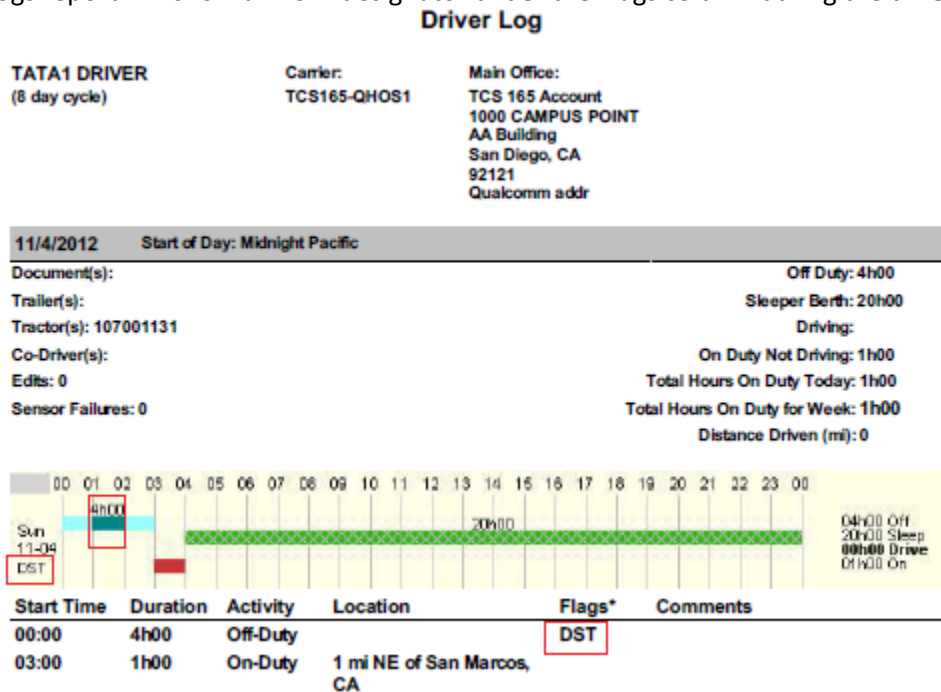 Driver Log
TATA1 DRIVER
(8 day cycle)
Carrier:
TCS165-QHOS1
Main Office:
TCS 165 Account
1000 CAMPUS POINT
AA Building
San Diego, CA
92121
Qualcomm addr
11/4/2012 Start of Day: Midnight Pacific
Document(s):
Trailer(s):
Tractor(s): 107001131
Co-Driver(s):
Edits: 0
Sensor Failures: 0
Off Duty: 4h00
Sleeper Berth: 20h00
Driving:
On Duty Not Driving: 1h00
Total Hours On Duty Today: 1h00
Total Hours On Duty for Week: 1h00
Distance Driven (mi): 0
00 01 02 03 04 05 06 07 08 09 10 11 12 13 14 15 16 17 18 19 20 21 22 23 00
4h00
20h00
Sun
11-04
DST
04h00 Off
20h00 Sleep
00h00 Drive
01h00 On
Start Time Duration Activity Location Flags* Comments
00:00 4h00 Off-Duty DST
03:00 1h00 On-Duty 1 mi NE of San Marcos,
CA